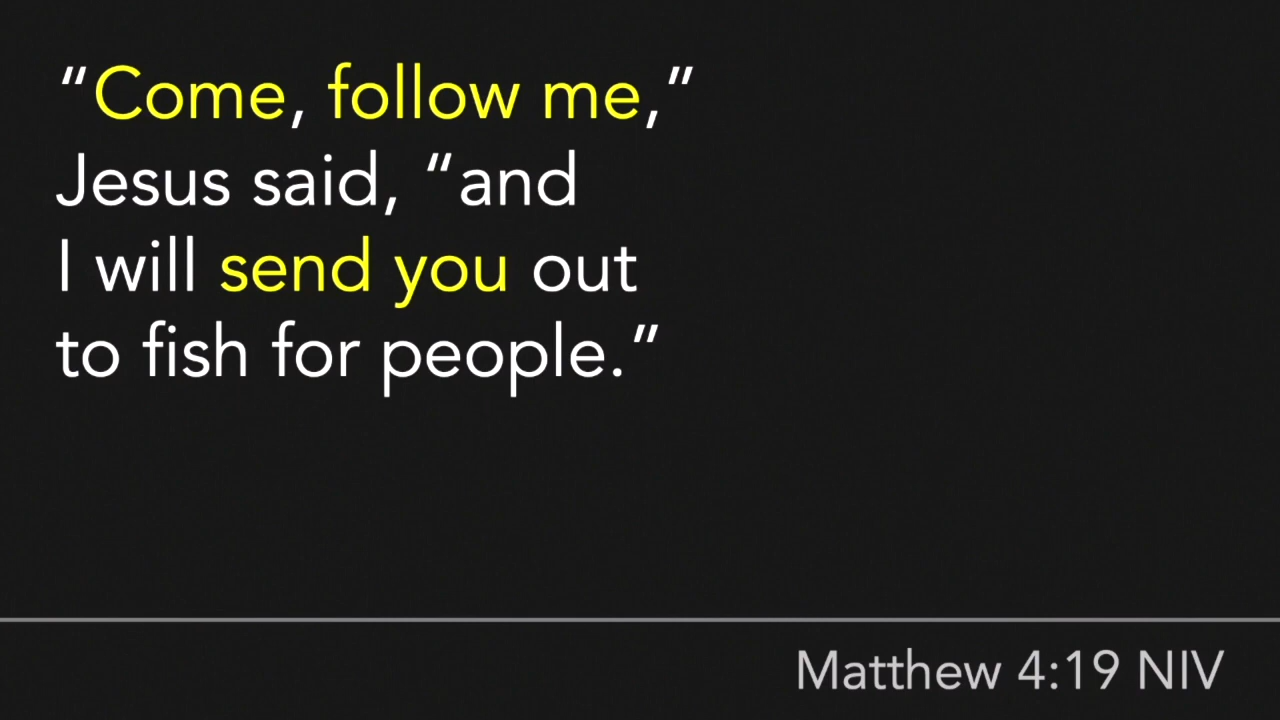 “Come, follow me,”
Jesus said, “and
I will send you out
to fish for people.”
Matthew 4:19 NIV